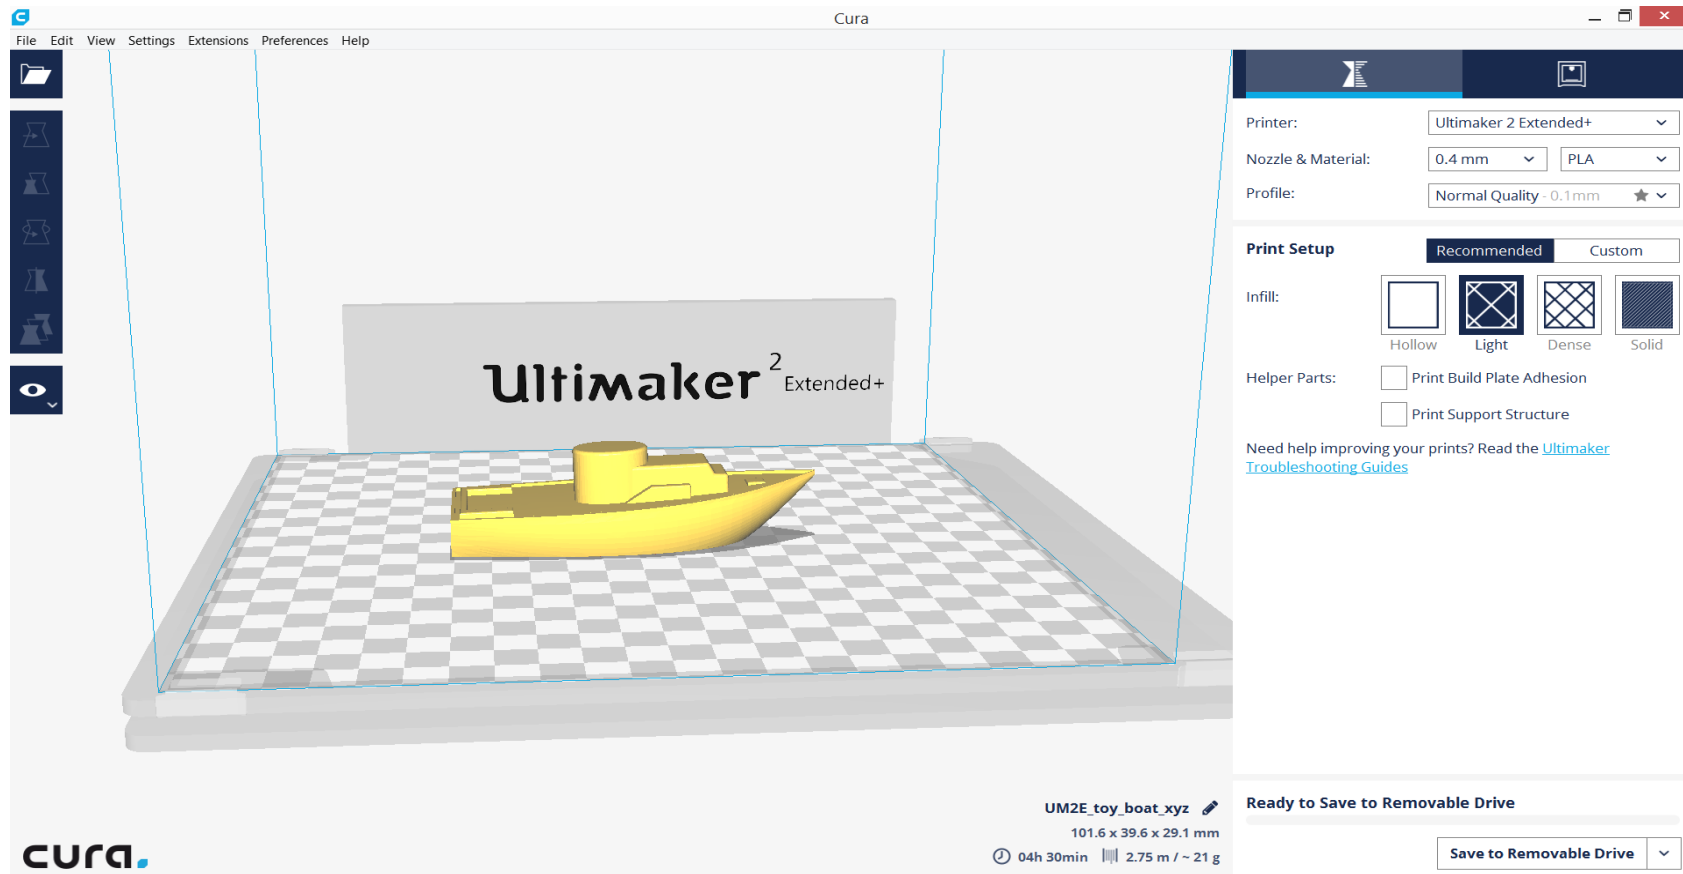 Cura
File Edit View Settings Extensions Preferences Help
Ultimaker 2 Extended+
Printer: Ultimaker 2 Extended+
Nozzle & Material: 0.4 mm PLA
Profile: Normal Quality - 0.1mm
Print Setup Recommended Custom
Infill:
Hollow Light Dense Solid
Helper Parts: Print Build Plate Adhesion
Print Support Structure
Need help improving your prints? Read the Ultimaker
Troubleshooting Guides
UM2E_toy_boat_xyz
101.6 x 39.6 x 29.1 mm
04h 30min 2.75 m / ~ 21 g
Ready to Save to Removable Drive
Save to Removable Drive
cura.